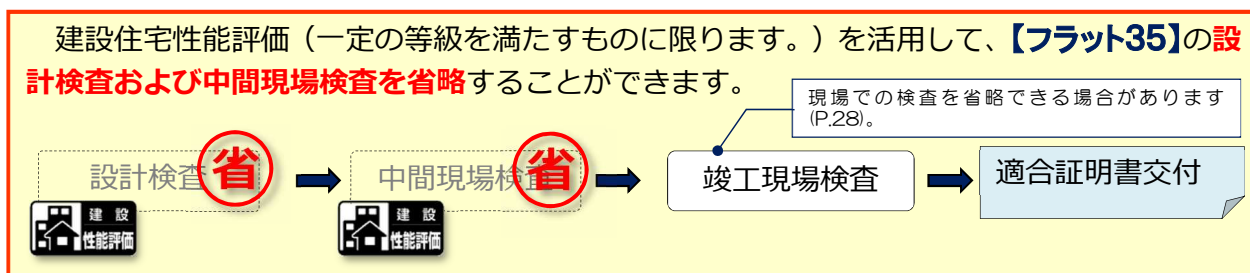 建設住宅性能評価（一定の等級を満たすものに限ります。）を活用して、【フラット35】の設
計検査および中間現場検査を省略することができます。
現場での検査を省略できる場合があります
(P.28)。
設計検査
省
中間現場検査
省
竣工現場検査
適合証明書交付
建設
性能評価
建設
性能評価